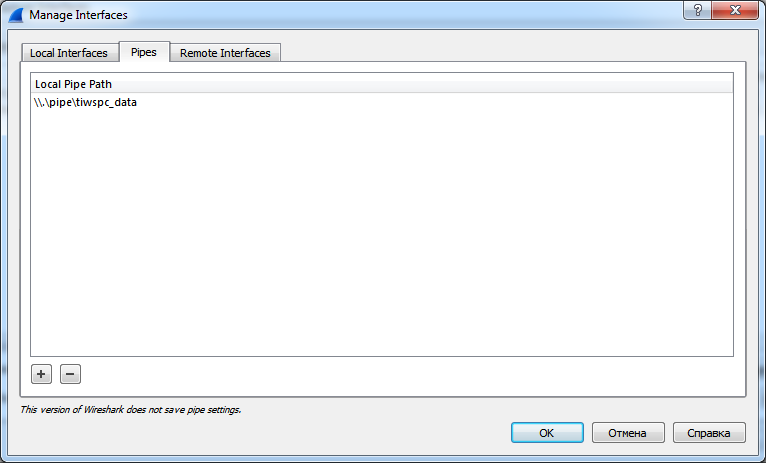 Manage Interfaces
Local Interfaces
Pipes
Remote Interfaces
Local Pipe Path
\\.\pipe\tiwspc_data
This version of Wireshark does not save pipe settings.
OK
Отмена
Справка